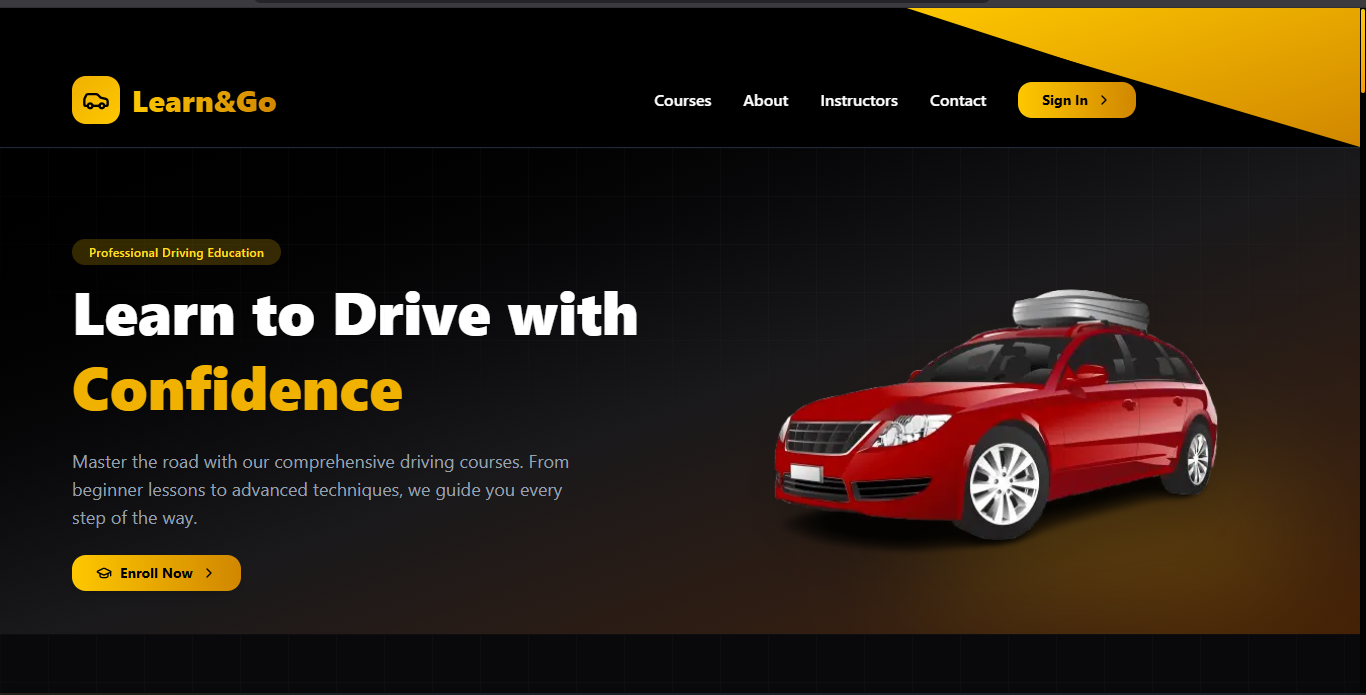 Learn&Go
Courses
About
Instructors
Contact
Sign In
Professional Driving Education
Learn to Drive with
Confidence
Master the road with our comprehensive driving courses. From
beginner lessons to advanced techniques, we guide you every
step of the way.
Enroll Now